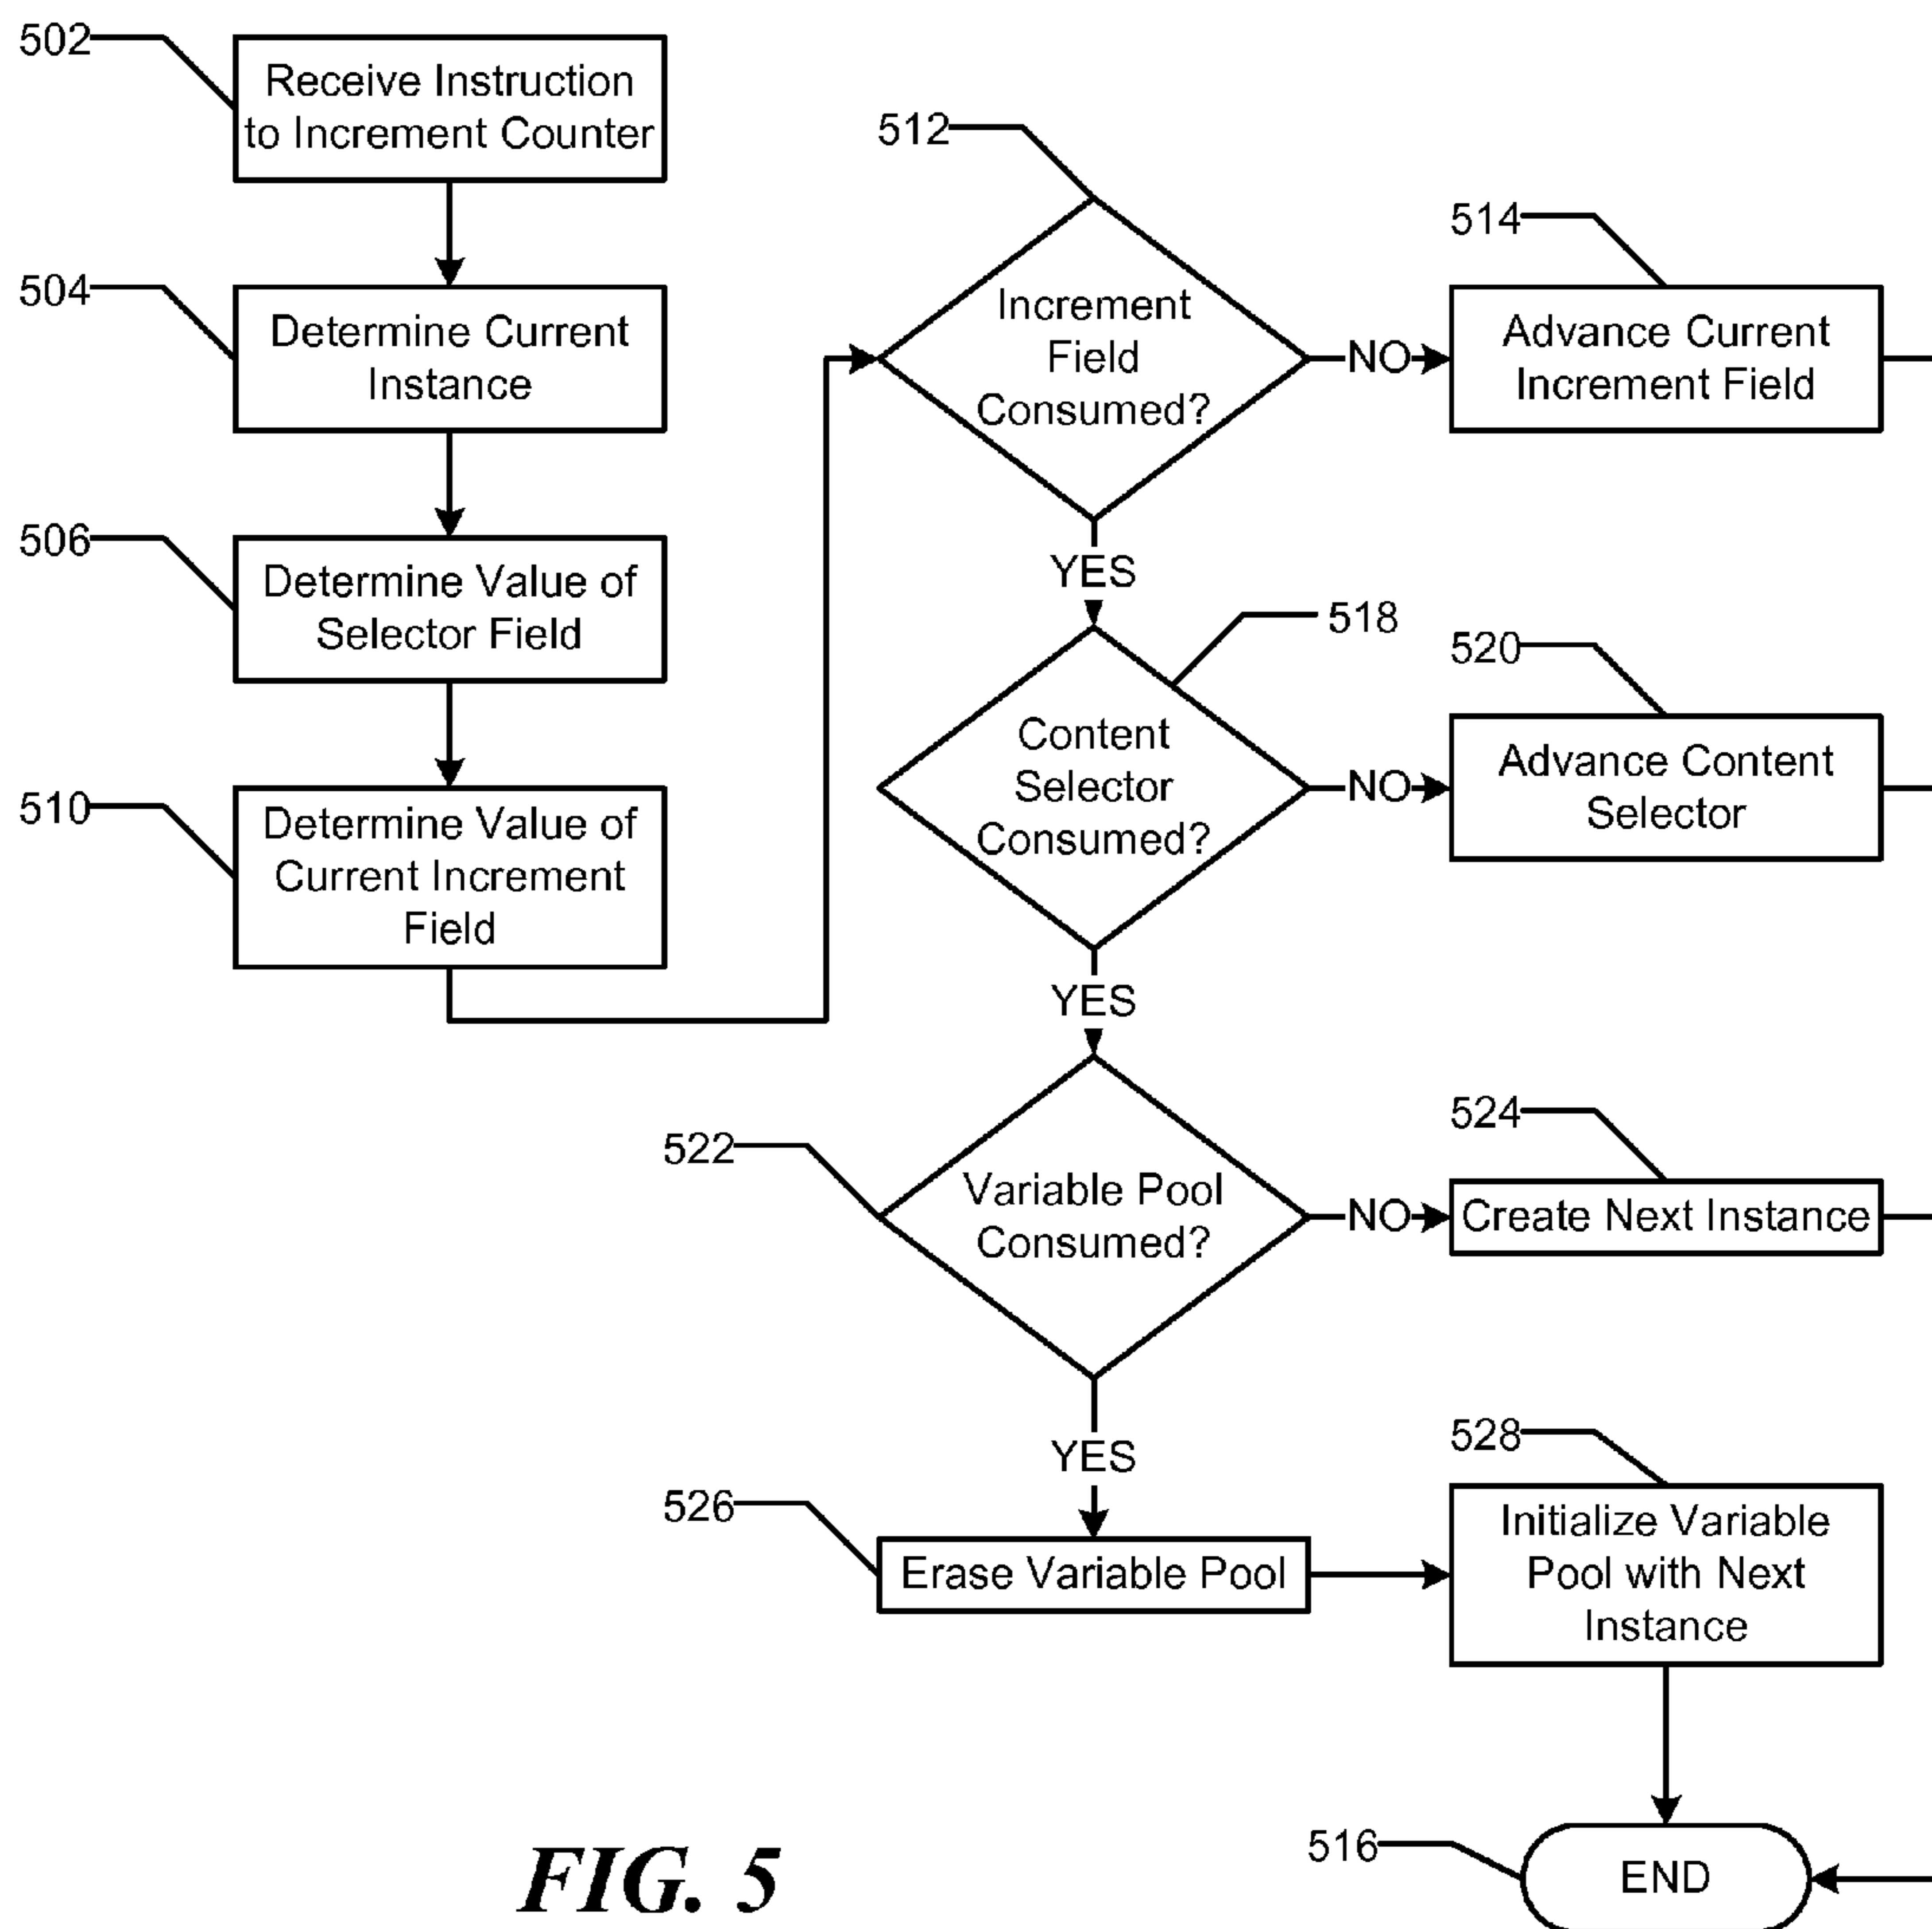 502
Receive Instruction
to Increment Counter
504
Determine Current
Instance
506
Determine Value of
Selector Field
510
Determine Value of
Current Increment
Field
512
Increment
Field
Consumed?
NO
514
Advance Current
Increment Field
YES
518
Content
Selector
Consumed?
NO
520
Advance Content
Selector
YES
522
Variable Pool
Consumed?
NO
524
Create Next Instance
YES
526
Erase Variable Pool
528
Initialize Variable
Pool with Next
Instance
516
END
FIG. 5